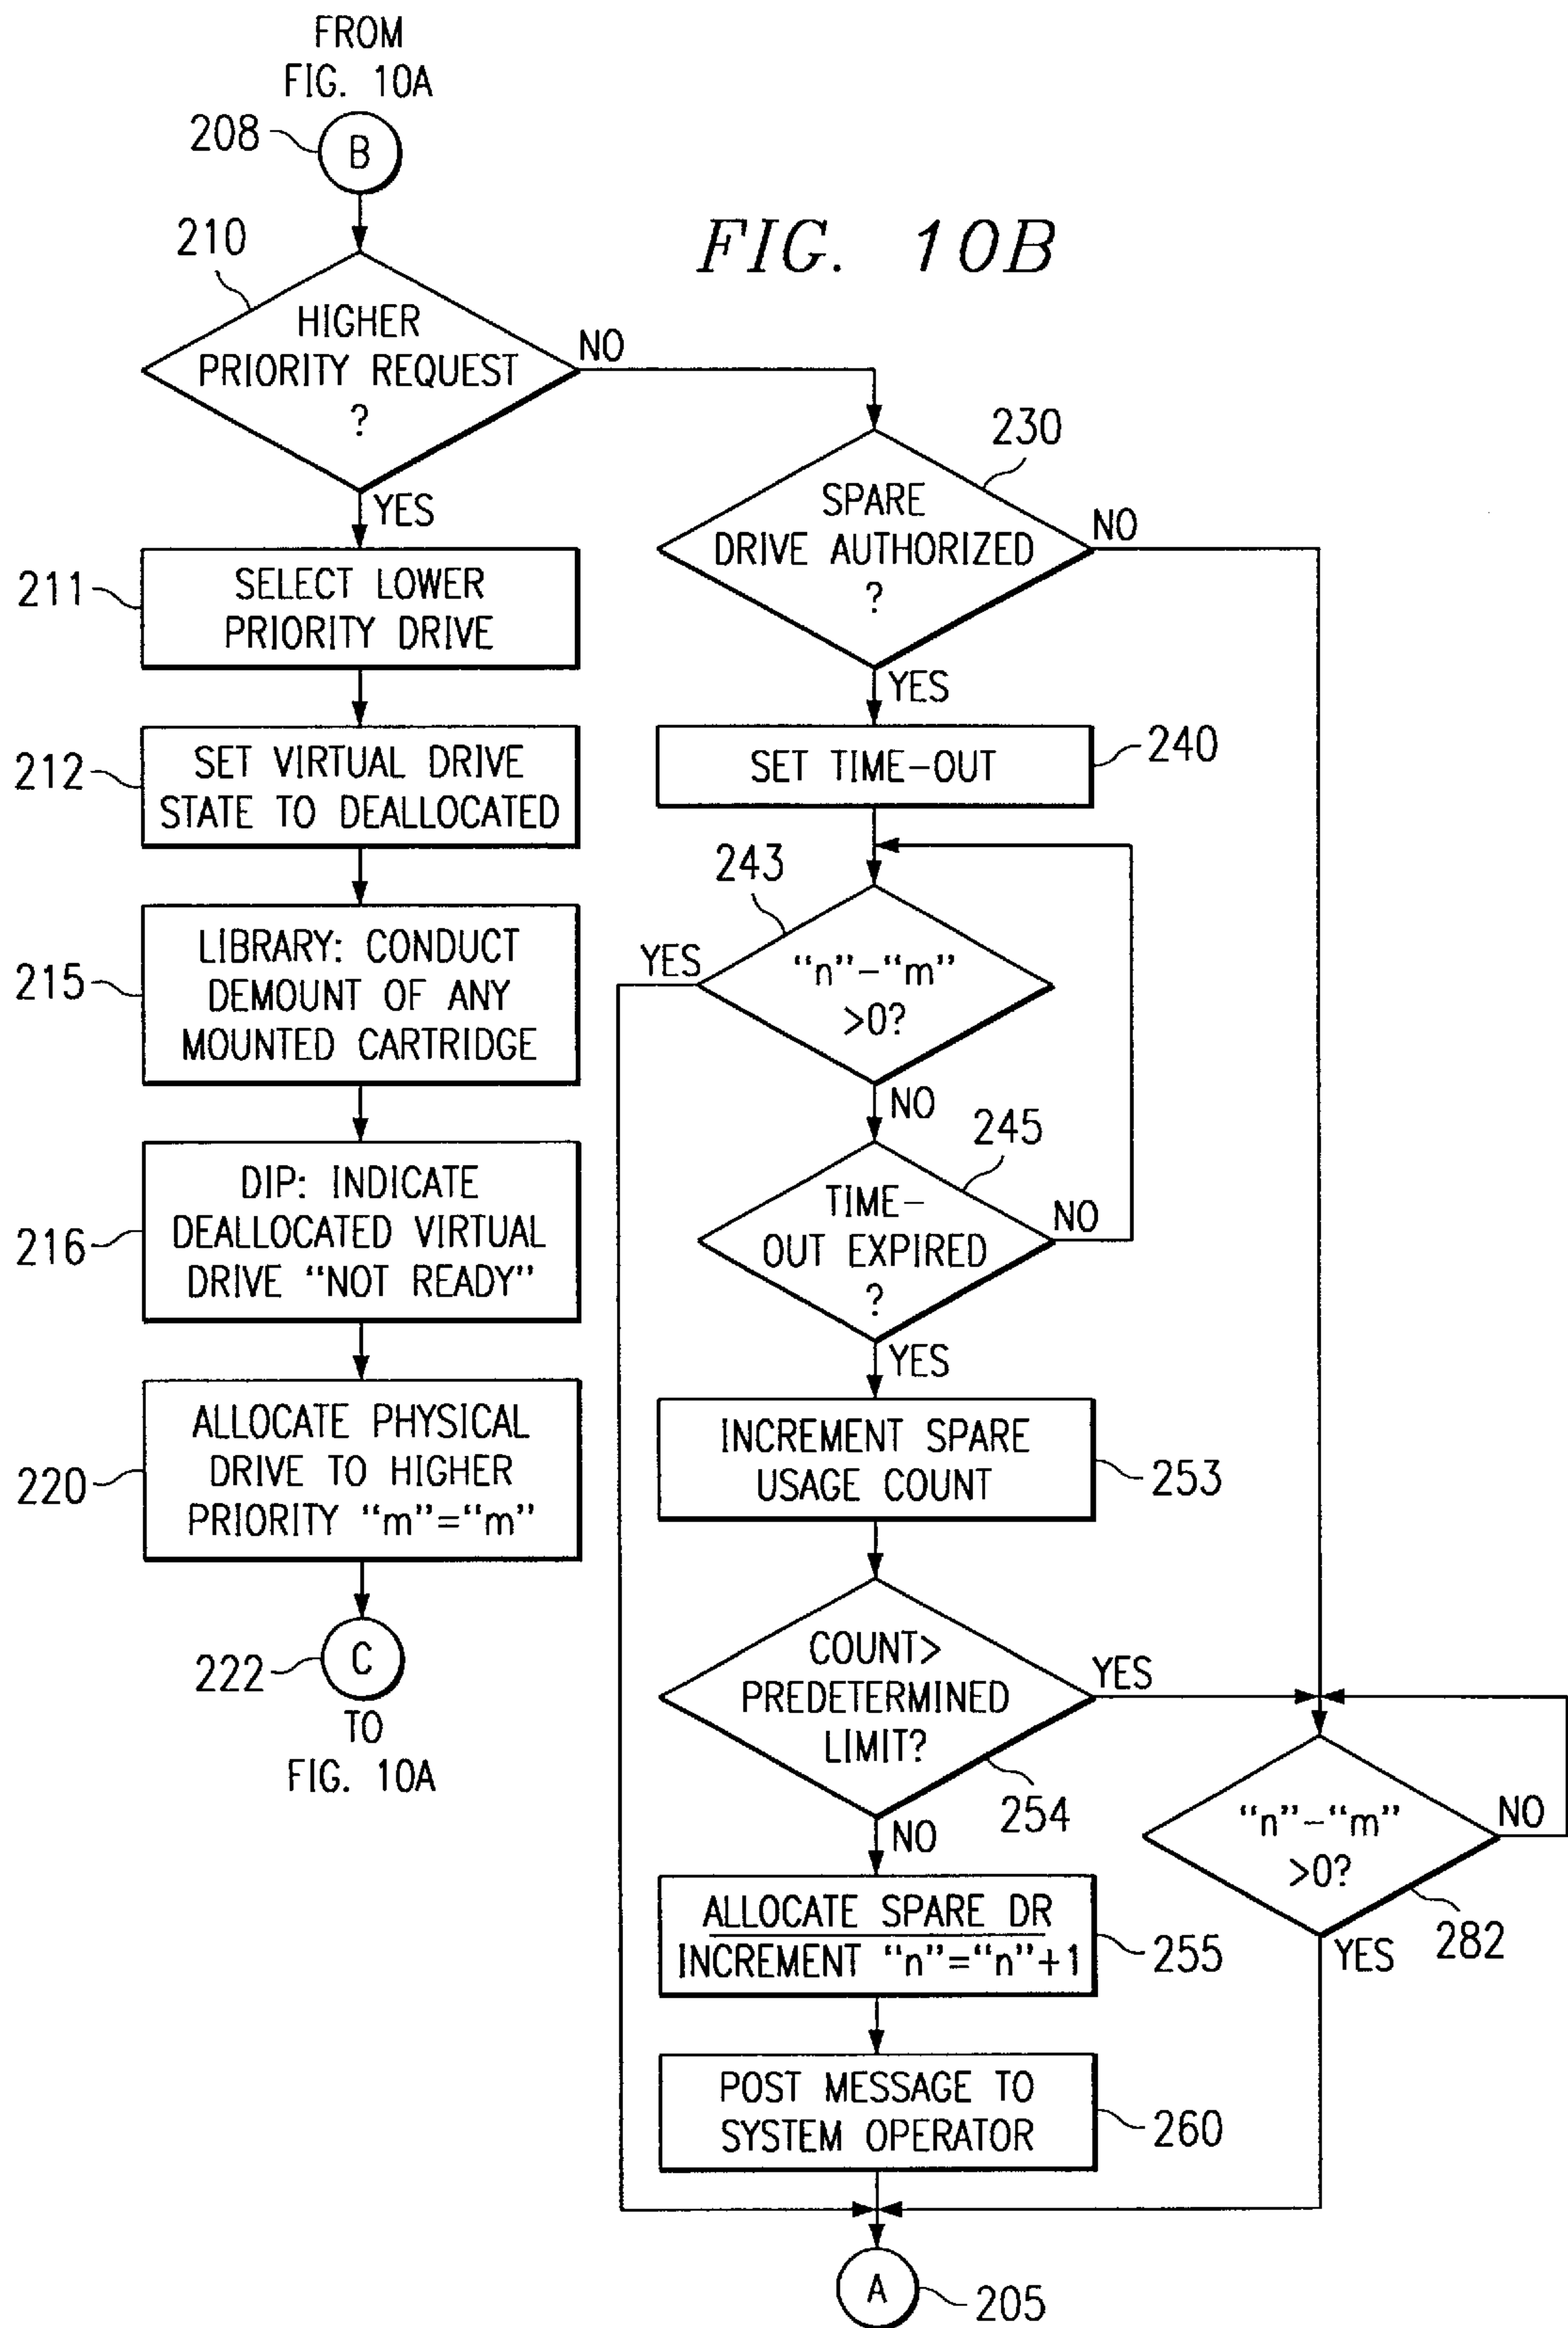 FROM
FIG. 10A
208
B
FIG. 10B
210
HIGHER
PRIORITY REQUEST
?
NO
YES
211
SELECT LOWER
PRIORITY DRIVE
212
SET VIRTUAL DRIVE
STATE TO DEALLOCATED
215
LIBRARY: CONDUCT
DEMOUNT OF ANY
MOUNTED CARTRIDGE
216
DIP: INDICATE
DEALLOCATED VIRTUAL
DRIVE “NOT READY”
220
ALLOCATE PHYSICAL
DRIVE TO HIGHER
PRIORITY “m”=“m”
222
C
TO
FIG. 10A
230
SPARE
DRIVE AUTHORIZED
?
NO
YES
SET TIME–OUT
240
243
YES
“n”–“m”
>0?
NO
245
TIME–
OUT EXPIRED
?
NO
YES
INCREMENT SPARE
USAGE COUNT
253
COUNT>
PREDETERMINED
LIMIT?
YES
254
NO
ALLOCATE SPARE DR
INCREMENT “n”=“n”+1
255
POST MESSAGE TO
SYSTEM OPERATOR
260
“n”–“m”
>0?
NO
282
YES
A
205